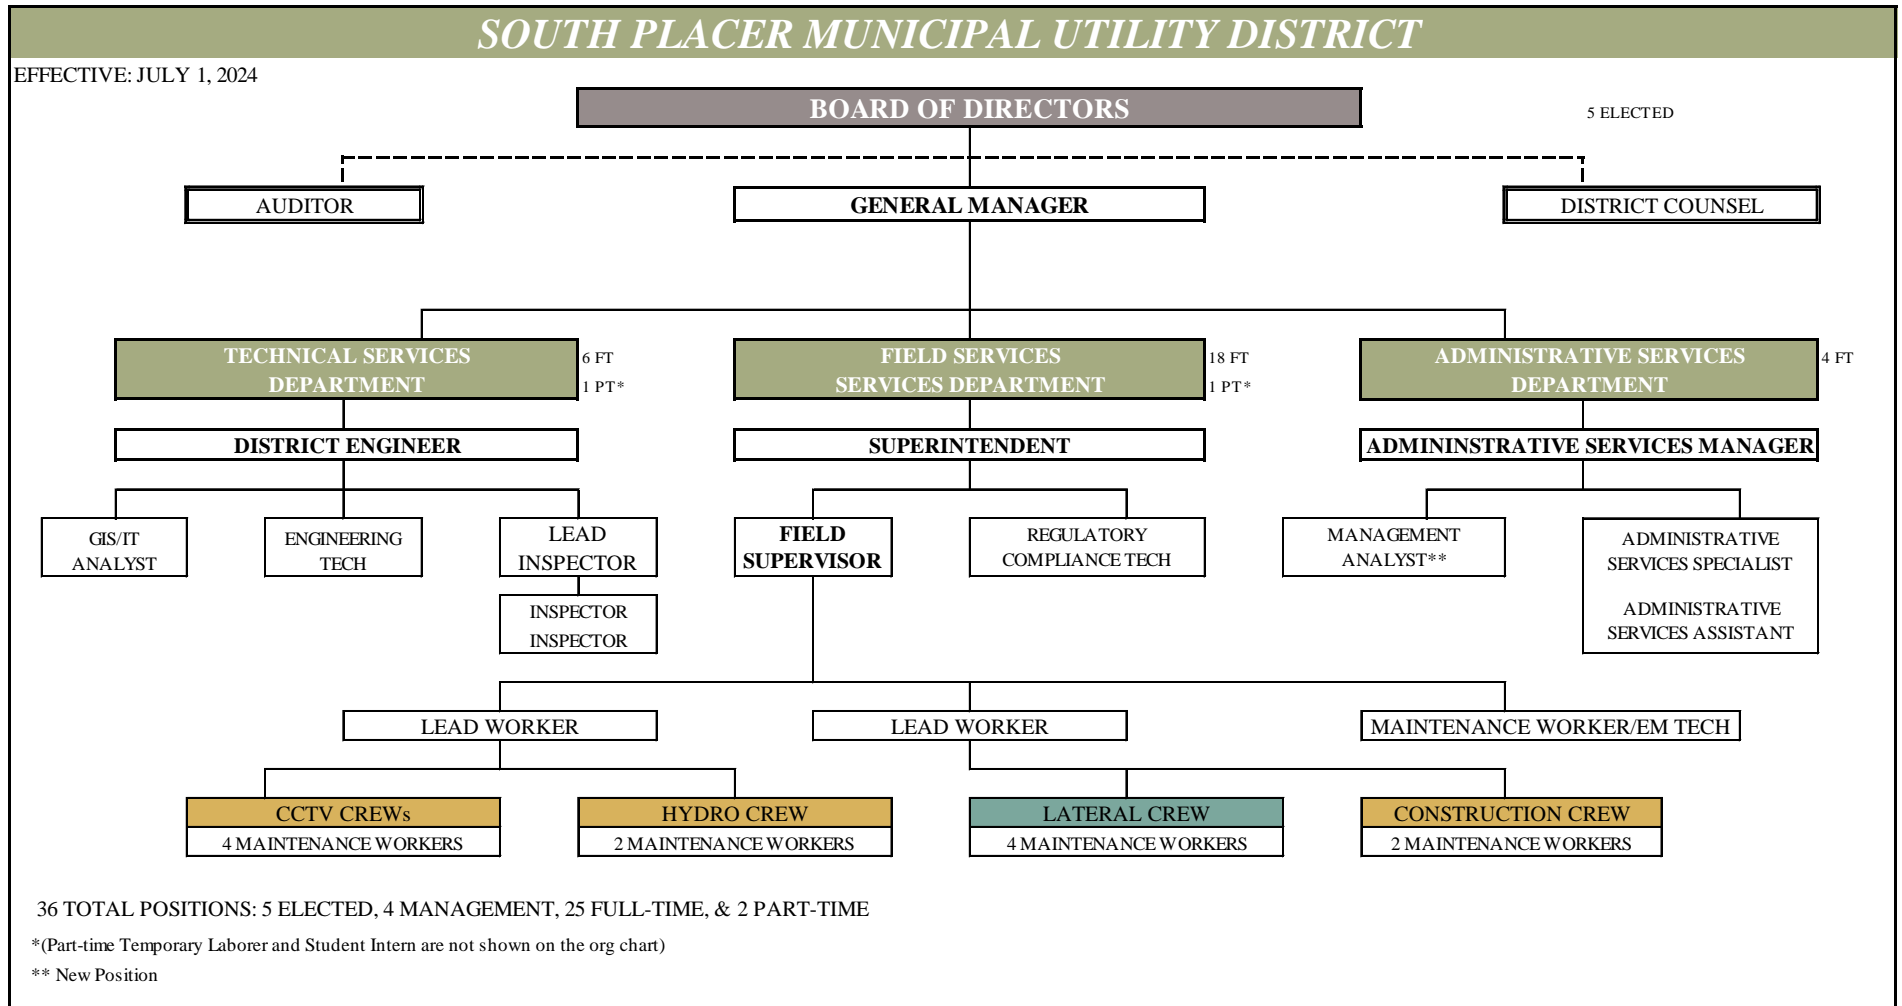 SOUTH PLACER MUNICIPAL UTILITY DISTRICT
EFFECTIVE: JULY 1, 2024
BOARD OF DIRECTORS
5 ELECTED
AUDITOR
GENERAL MANAGER
DISTRICT COUNSEL
TECHNICAL SERVICES
DEPARTMENT
6 FT
1 PT*
FIELD SERVICES
SERVICES DEPARTMENT
18 FT
1 PT*
ADMINISTRATIVE SERVICES
DEPARTMENT
4 FT
DISTRICT ENGINEER
SUPERINTENDENT
ADMININSTRATIVE SERVICES MANAGER
GIS/IT
ANALYST
ENGINEERING
TECH
LEAD
INSPECTOR
INSPECTOR
INSPECTOR
FIELD
SUPERVISOR
REGULATORY
COMPLIANCE TECH
MANAGEMENT
ANALYST**
ADMINISTRATIVE
SERVICES SPECIALIST
ADMINISTRATIVE
SERVICES ASSISTANT
LEAD WORKER
LEAD WORKER
MAINTENANCE WORKER/EM TECH
CCTV CREWs
4 MAINTENANCE WORKERS
HYDRO CREW
2 MAINTENANCE WORKERS
LATERAL CREW
4 MAINTENANCE WORKERS
CONSTRUCTION CREW
2 MAINTENANCE WORKERS
36 TOTAL POSITIONS: 5 ELECTED, 4 MANAGEMENT, 25 FULL-TIME, & 2 PART-TIME
*(Part-time Temporary Laborer and Student Intern are not shown on the org chart)
** New Position